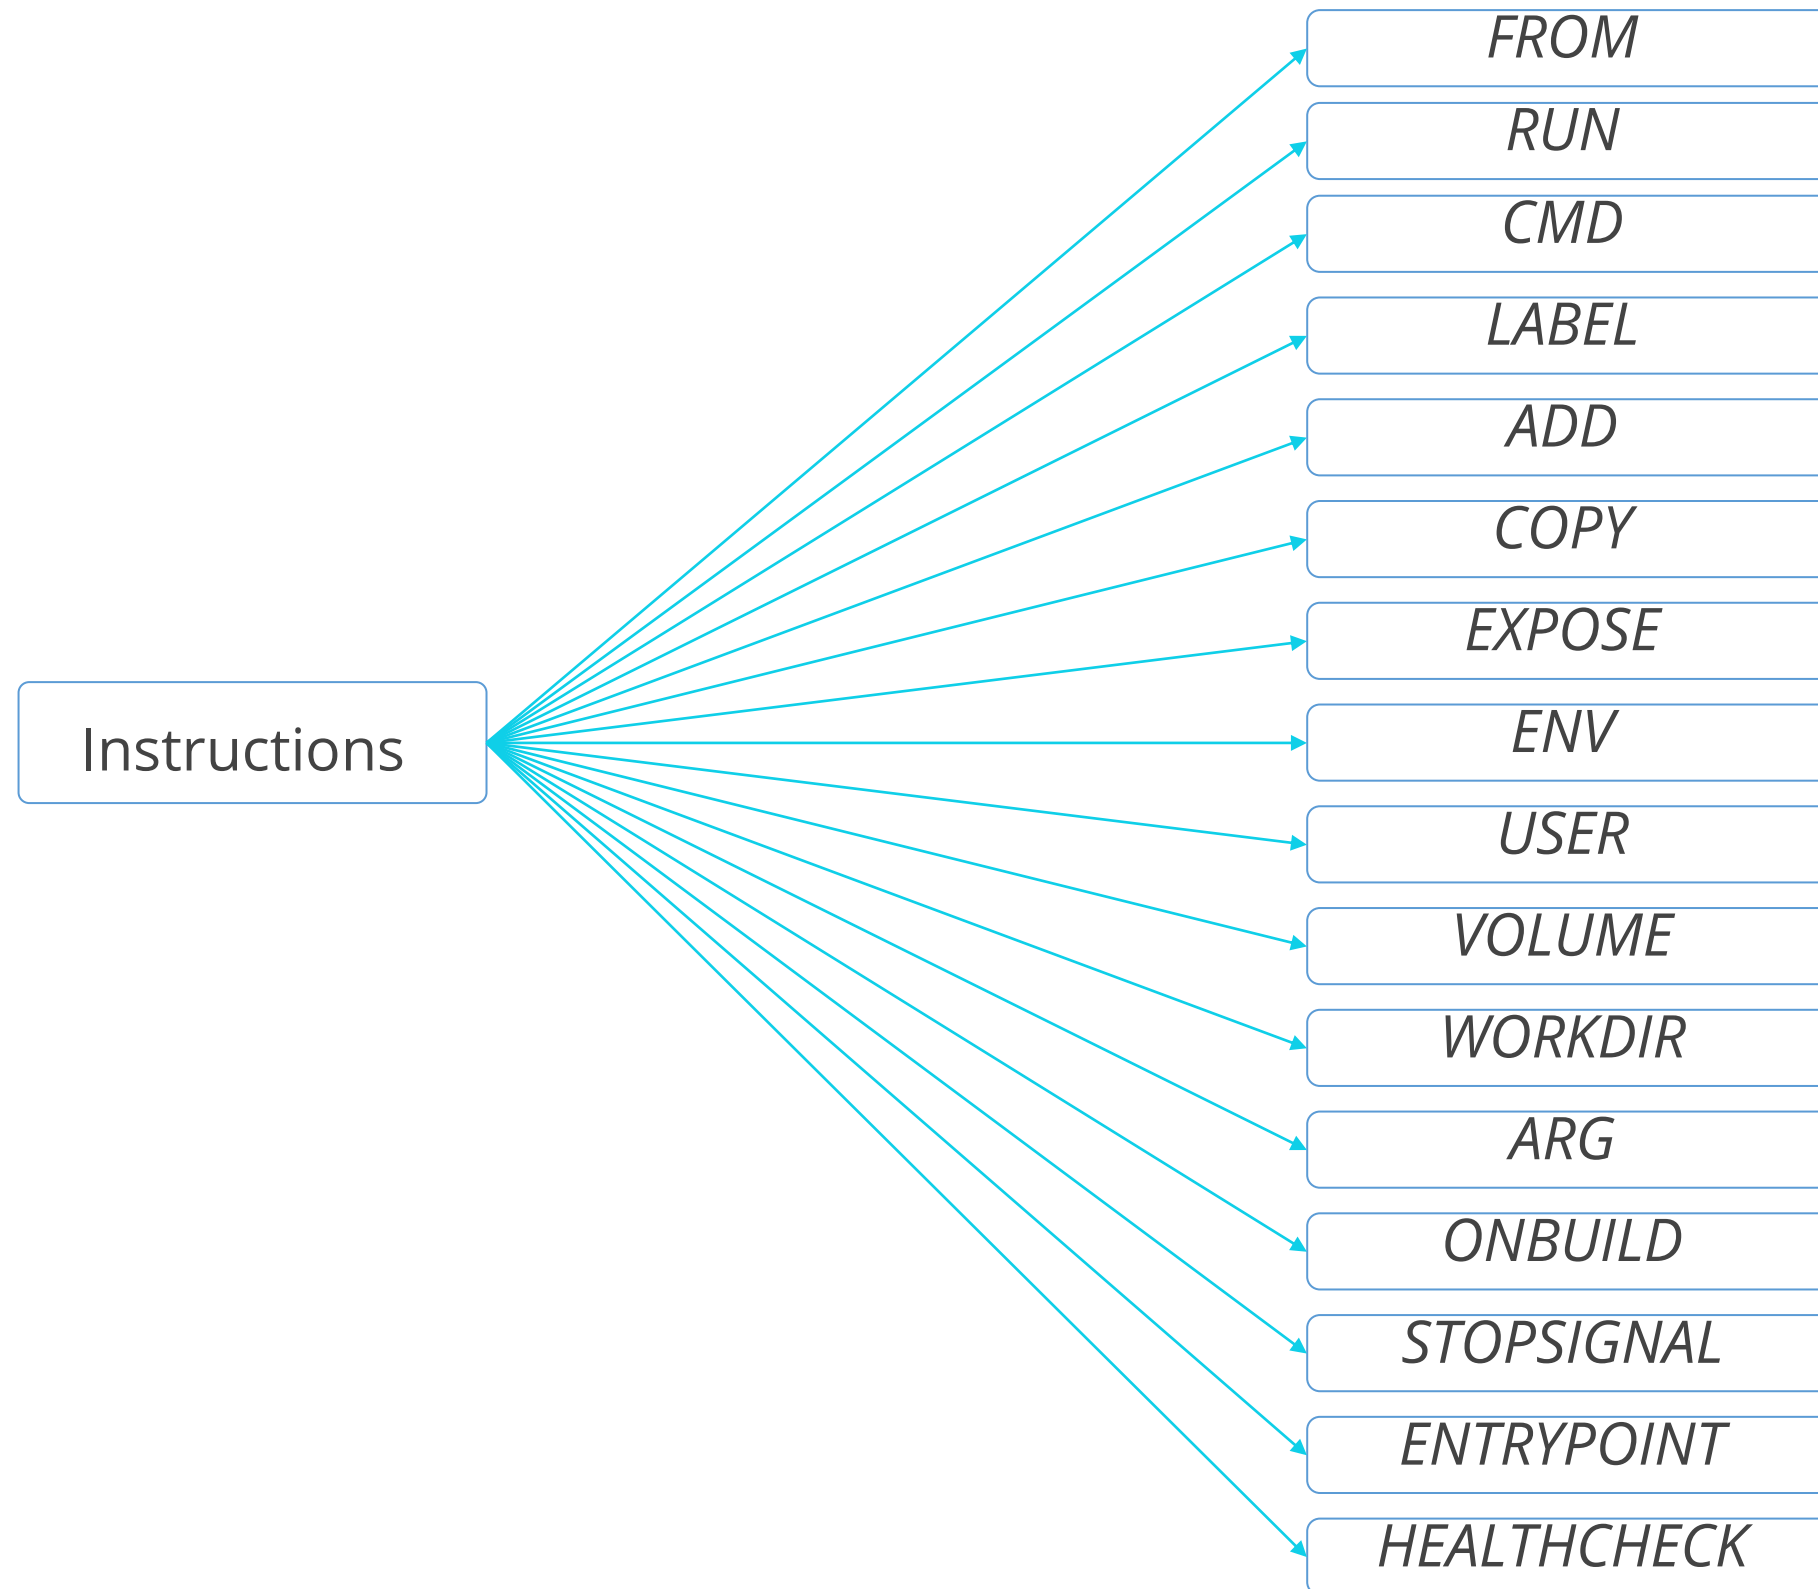 FROM
RUN
CMD
LABEL
ADD
COPY
EXPOSE
Instructions
ENV
USER
VOLUME
WORKDIR
ARG
ONBUILD
STOPSIGNAL
ENTRYPOINT
HEALTHCHECK